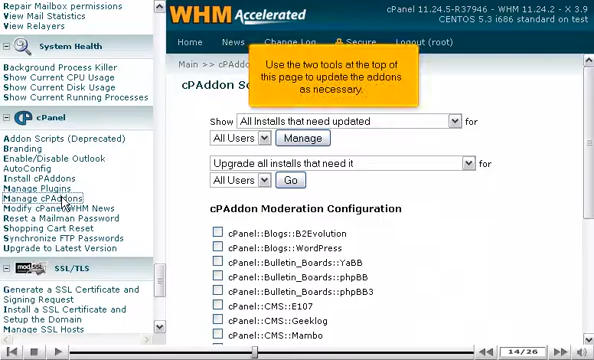 Repair Mailbox permissions
View Mail Statistics
View Relayers
System Health
Background Process Killer
Show Current CPU Usage
Show Current Disk Usage
Show Current Running Processes
cPanel
Addon Scripts (Deprecated)
Branding
Enable/Disable Outlook
AutoConfig
Install cPAddons
Manage Plugins
Manage cPAddons
Modify cPanel/WHM News
Reset a Mailman Password
Shopping Cart Reset
Synchronize FTP Passwords
Upgrade to Latest Version
mod SSL SSL/TLS
Generate a SSL Certificate and
Signing Request
Install a SSL Certificate and
Setup the Domain
Manage SSL Hosts
WHM Accelerated
cPanel 11.24.5-R37946 - WHM 11.24.2 - X 3.9
CENTOS 5.3 i686 standard on test
Home News Change Log Secure Logout (root)
Main >> cPAddo
cPAddon Sc
Use the two tools at the top of
this page to update the addons
as necessary.
Show All Installs that need updated for
All Users Manage
Upgrade all installs that need it for
All Users Go
cPAddon Moderation Configuration
cPanel::Blogs::B2Evolution
cPanel::Blogs::WordPress
cPanel::Bulletin_Boards::YaBB
cPanel::Bulletin_Boards::phpBB
cPanel::Bulletin_Boards::phpBB3
cPanel::CMS::E107
cPanel::CMS::Geeklog
cPanel::CMS::Mambo
14/26